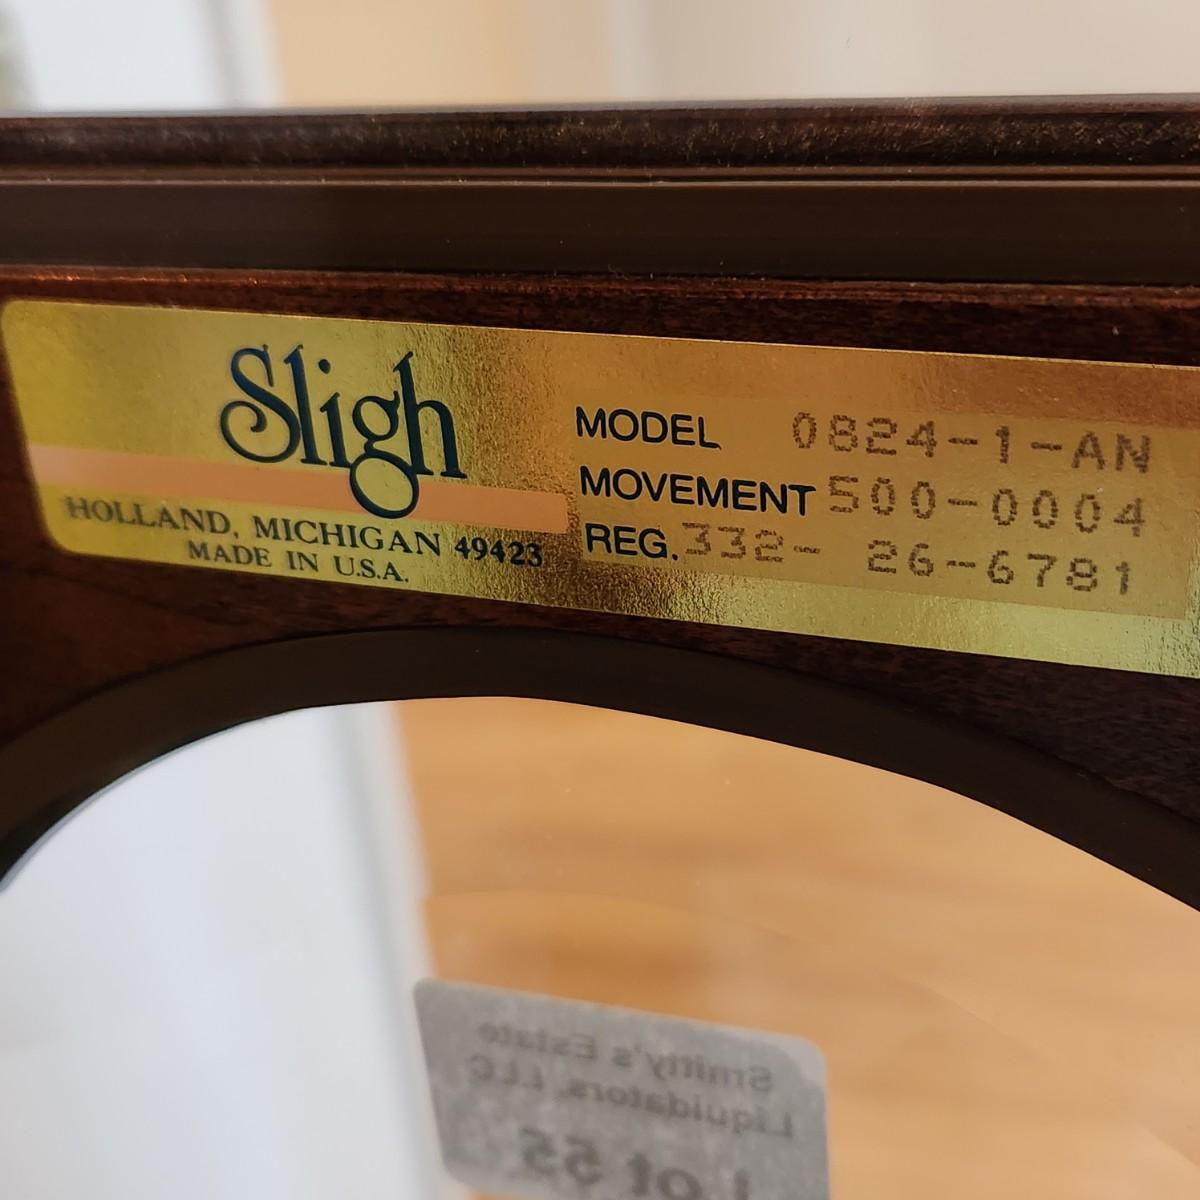 Sligh
HOLLAND, MICHIGAN 49423
MADE IN U.S.A.
MODEL 0824-1-AN
MOVEMENT 500-0004
REG. 332- 26-6781
Smitty's Estate
Liquidators, LLC
Lot 55